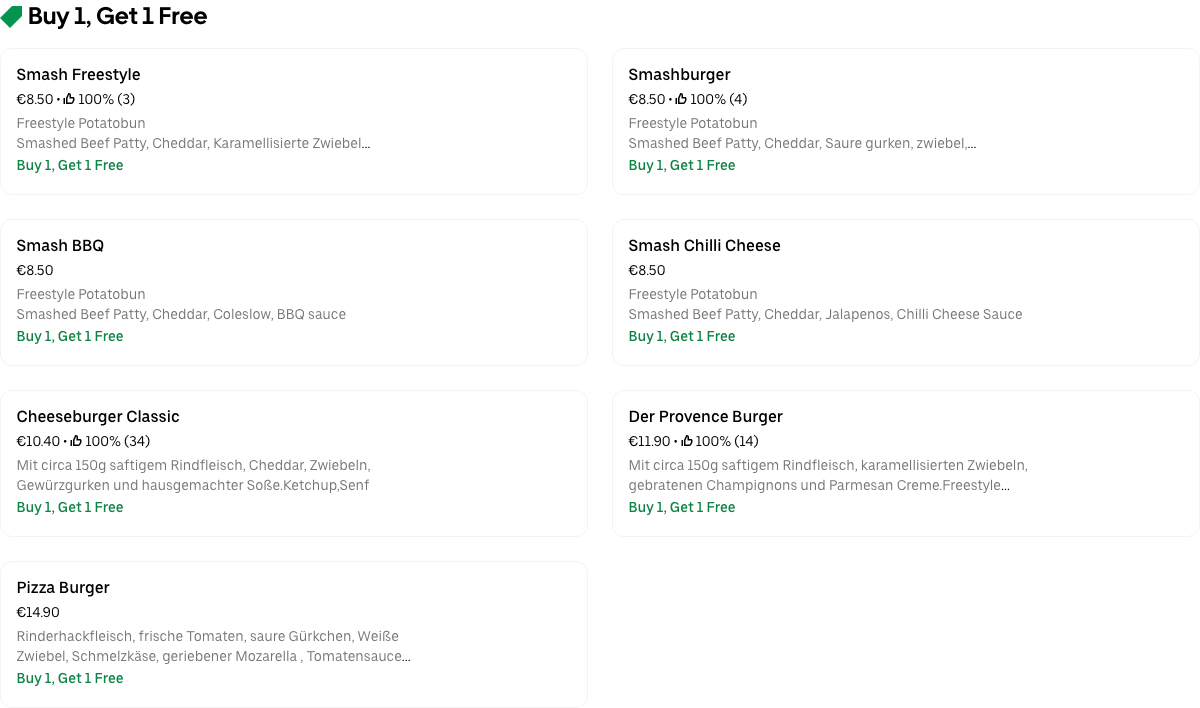 Buy 1, Get 1 Free
Smash Freestyle
€8.50 • 100% (3)
Freestyle Potatobun
Smashed Beef Patty, Cheddar, Karamellisierte Zwiebel...
Buy 1, Get 1 Free
Smashburger
€8.50 • 100% (4)
Freestyle Potatobun
Smashed Beef Patty, Cheddar, Saure gurken, zwiebel,...
Buy 1, Get 1 Free
Smash BBQ
€8.50
Freestyle Potatobun
Smashed Beef Patty, Cheddar, Coleslow, BBQ sauce
Buy 1, Get 1 Free
Smash Chilli Cheese
€8.50
Freestyle Potatobun
Smashed Beef Patty, Cheddar, Jalapenos, Chilli Cheese Sauce
Buy 1, Get 1 Free
Cheeseburger Classic
€10.40 • 100% (34)
Mit circa 150g saftigem Rindfleisch, Cheddar, Zwiebeln,
Gewürzgurken und hausgemachter Soße.Ketchup,Senf
Buy 1, Get 1 Free
Der Provence Burger
€11.90 • 100% (14)
Mit circa 150g saftigem Rindfleisch, karamellisierten Zwiebeln,
gebratenen Champignons und Parmesan Creme.Freestyle...
Buy 1, Get 1 Free
Pizza Burger
€14.90
Rinderhackfleisch, frische Tomaten, saure Gürkchen, Weiße
Zwiebel, Schmelzkäse, geriebener Mozarella , Tomatensauce...
Buy 1, Get 1 Free